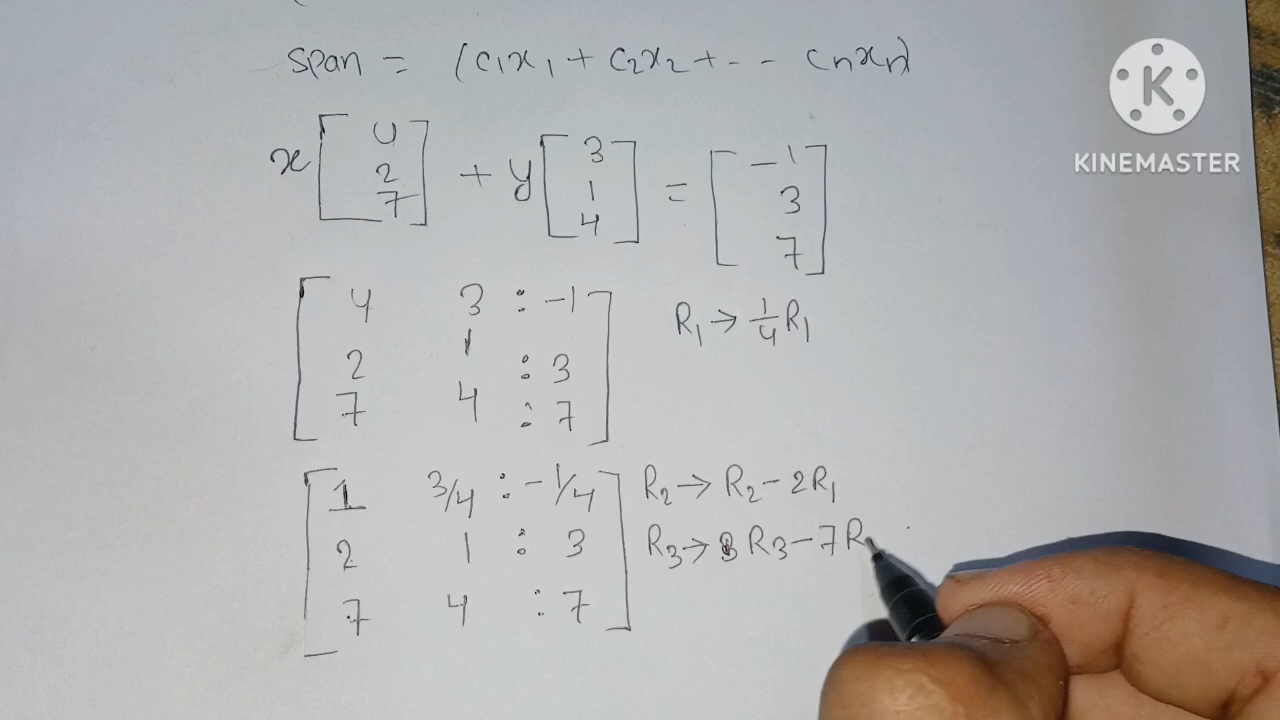 span = (c₁x₁ + c₂x₂ + -- cₙxₙ)
K
KINEMASTER
x [4 2 7] + y [3 1 4] = [-1 3 7]
4 3 : -1 R₁ → 1/4 R₁
2 1 : 3
7 4 : 7
1 3/4 : -1/4 R₂ → R₂ - 2R₁
2 1 : 3 R₃ → R₃ - 7R
7 4 : 7